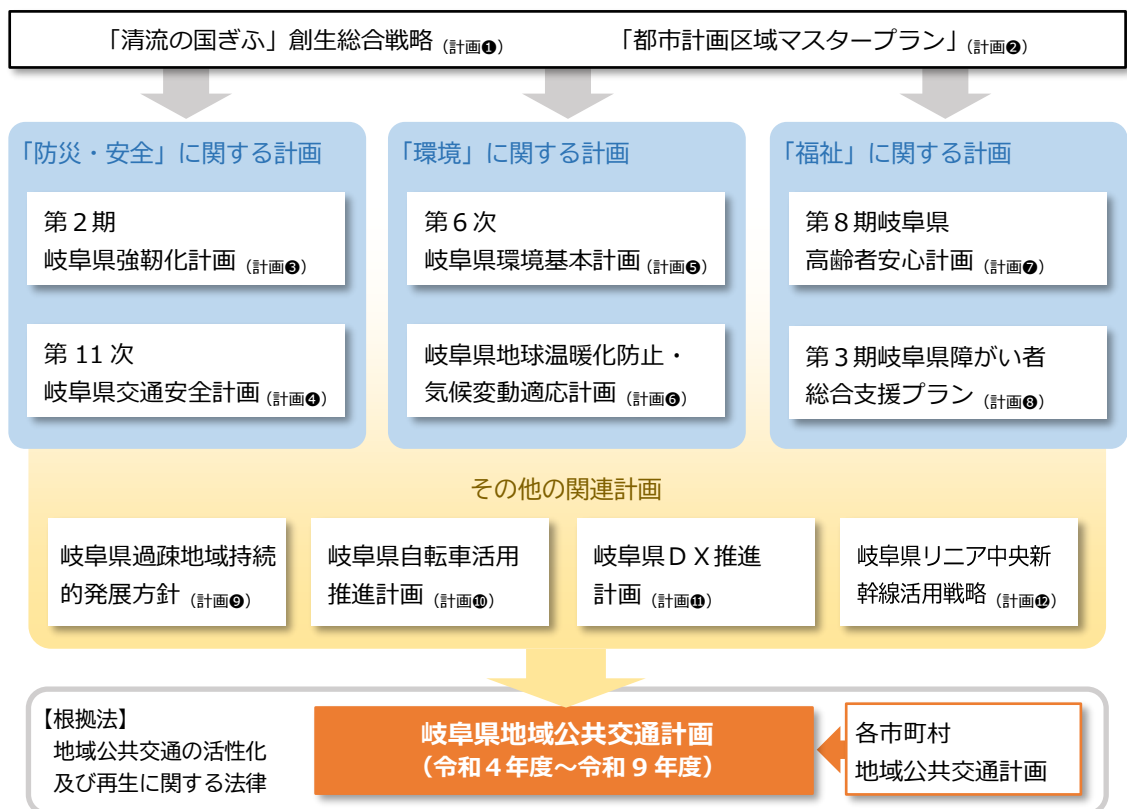 「清流の国ぎふ」創生総合戦略 (計画❶) 「都市計画区域マスタープラン」(計画❷)
「防災・安全」に関する計画
第２期
岐阜県強靭化計画 (計画❸)
第 11 次
岐阜県交通安全計画 (計画❹)
「環境」に関する計画
第６次
岐阜県環境基本計画 (計画❺)
岐阜県地球温暖化防止・
気候変動適応計画 (計画❻)
「福祉」に関する計画
第８期岐阜県
高齢者安心計画 (計画❼)
第３期岐阜県障がい者
総合支援プラン (計画❽)
その他の関連計画
岐阜県過疎地域持続
的発展方針 (計画❾)
岐阜県自転車活用
推進計画 (計画❿)
岐阜県ＤＸ推進
計画 (計画⓫)
岐阜県リニア中央新
幹線活用戦略 (計画⓬)
【根拠法】
地域公共交通の活性化
及び再生に関する法律
岐阜県地域公共交通計画
（令和４年度～令和９年度）
各市町村
地域公共交通計画